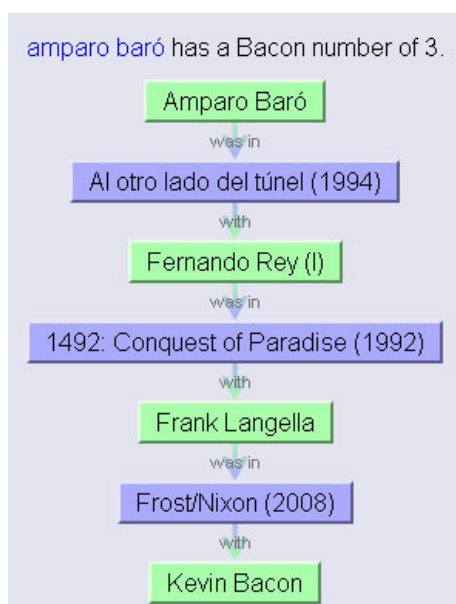 amparo baró has a Bacon number of 3.
Amparo Baró
was in
Al otro lado del túnel (1994)
with
Fernando Rey (I)
was in
1492: Conquest of Paradise (1992)
with
Frank Langella
was in
Frost/Nixon (2008)
with
Kevin Bacon